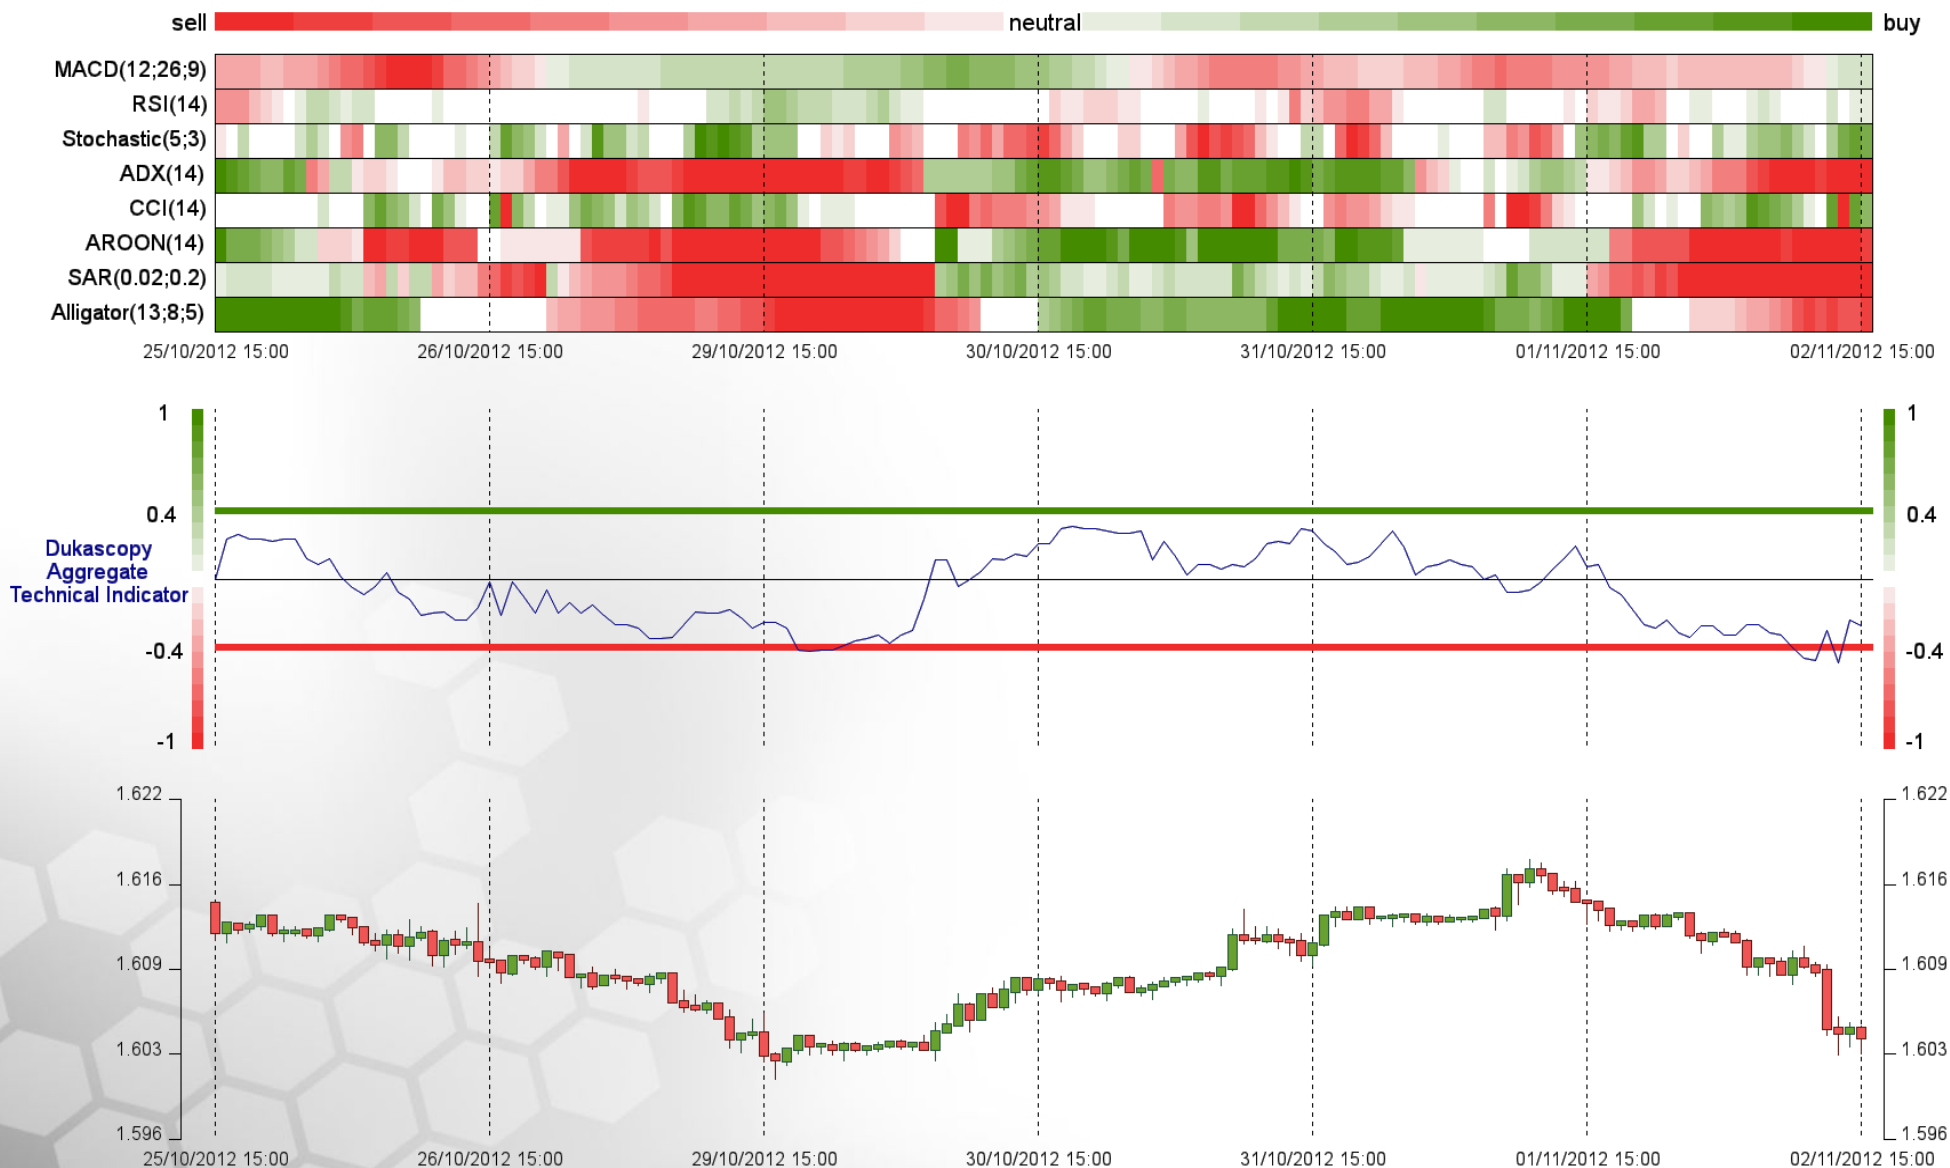 sell neutral buy
MACD(12;26;9)
RSI(14)
Stochastic(5;3)
ADX(14)
CCI(14)
AROON(14)
SAR(0.02;0.2)
Alligator(13;8;5)
25/10/2012 15:00 26/10/2012 15:00 29/10/2012 15:00 30/10/2012 15:00 31/10/2012 15:00 01/11/2012 15:00 02/11/2012 15:00
1 1
0.4 0.4
Dukascopy
Aggregate
Technical Indicator
-0.4 -0.4
-1 -1
1.622 1.622
1.616 1.616
1.609 1.609
1.603 1.603
1.596 1.596
25/10/2012 15:00 26/10/2012 15:00 29/10/2012 15:00 30/10/2012 15:00 31/10/2012 15:00 01/11/2012 15:00 02/11/2012 15:00